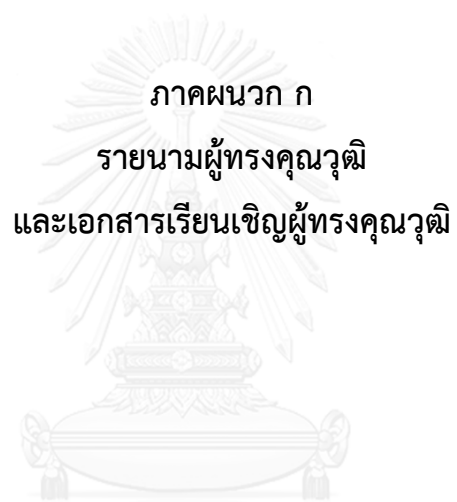 ภาคผนวก ก
รายนามผู้ทรงคุณวุฒิ
และเอกสารเรียนเชิญผู้ทรงคุณวุฒิ